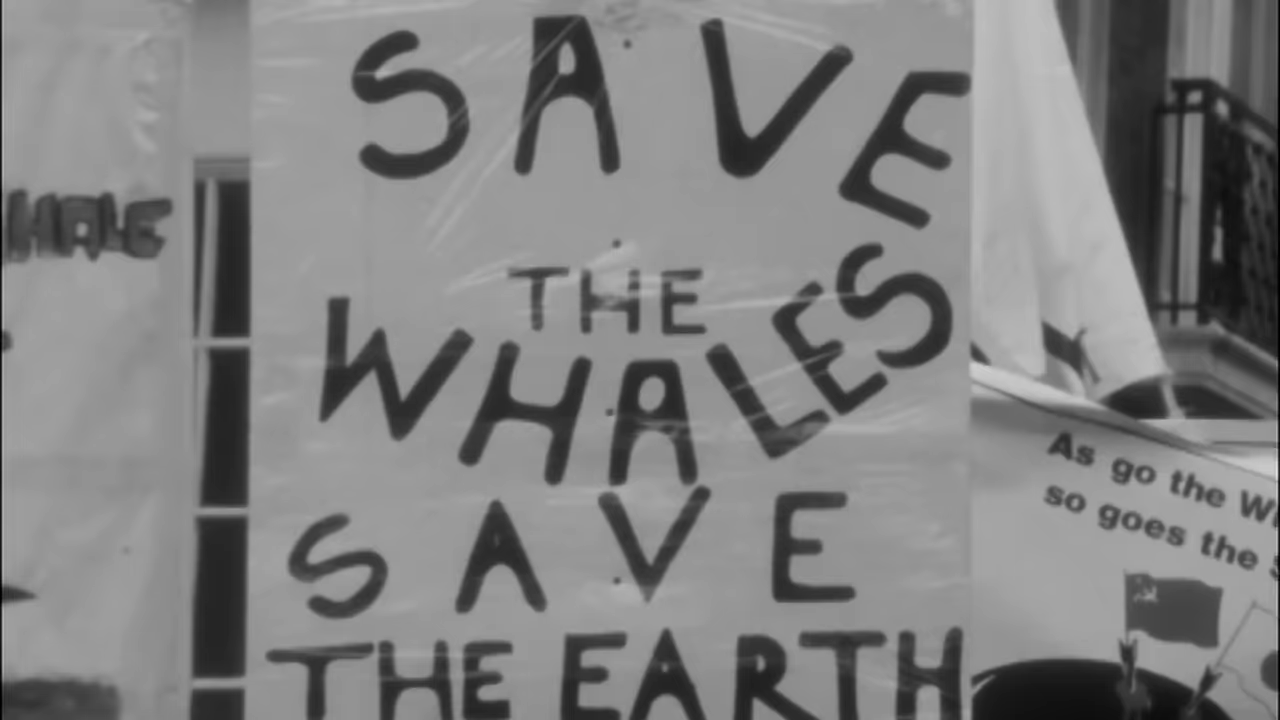 SAVE
THE
WHALES
SAVE
THE EARTH
HALE
As go the
so goes the